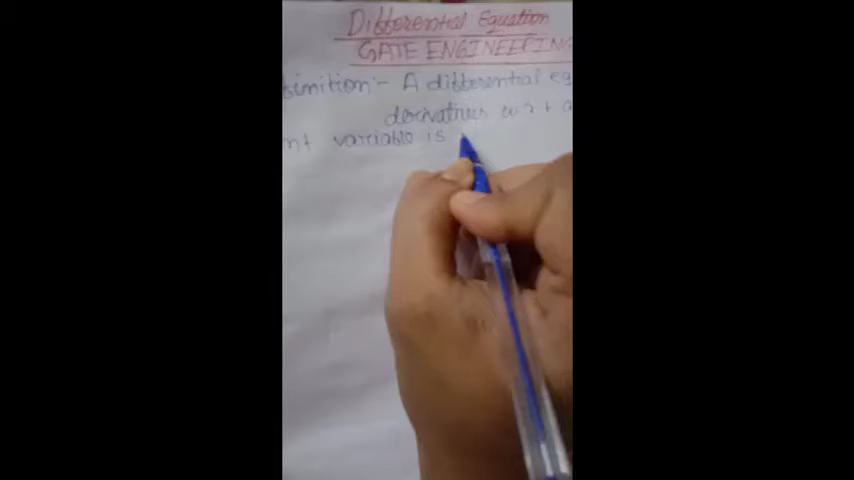 Differential Equation
GATE ENGINEERING
finition:- A differential eq
derivatives w r t a
nt variable is